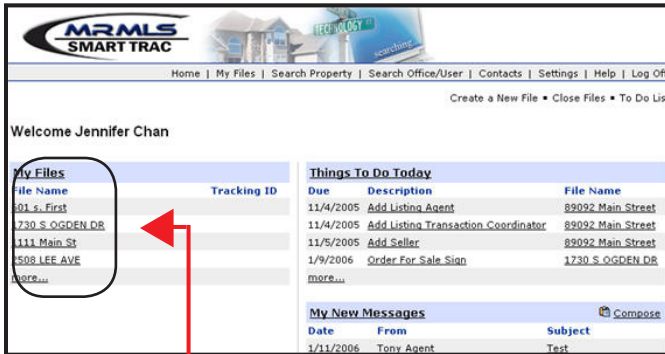 MRMLS
SMART TRAC
TECHNOLOGY
searching
Home | My Files | Search Property | Search Office/User | Contacts | Settings | Help | Log Off
Create a New File ▪ Close Files ▪ To Do Lis
Welcome Jennifer Chan
My Files
File Name Tracking ID
601 s. First
1730 S OGDEN DR
1111 Main St
2508 LEE AVE
more...
Things To Do Today
Due Description File Name
11/4/2005 Add Listing Agent 89092 Main Street
11/4/2005 Add Listing Transaction Coordinator 89092 Main Street
11/5/2005 Add Seller 89092 Main Street
1/9/2006 Order For Sale Sign 1730 S OGDEN DR
more...
My New Messages Compose
Date From Subject
1/11/2006 Tony Agent Test